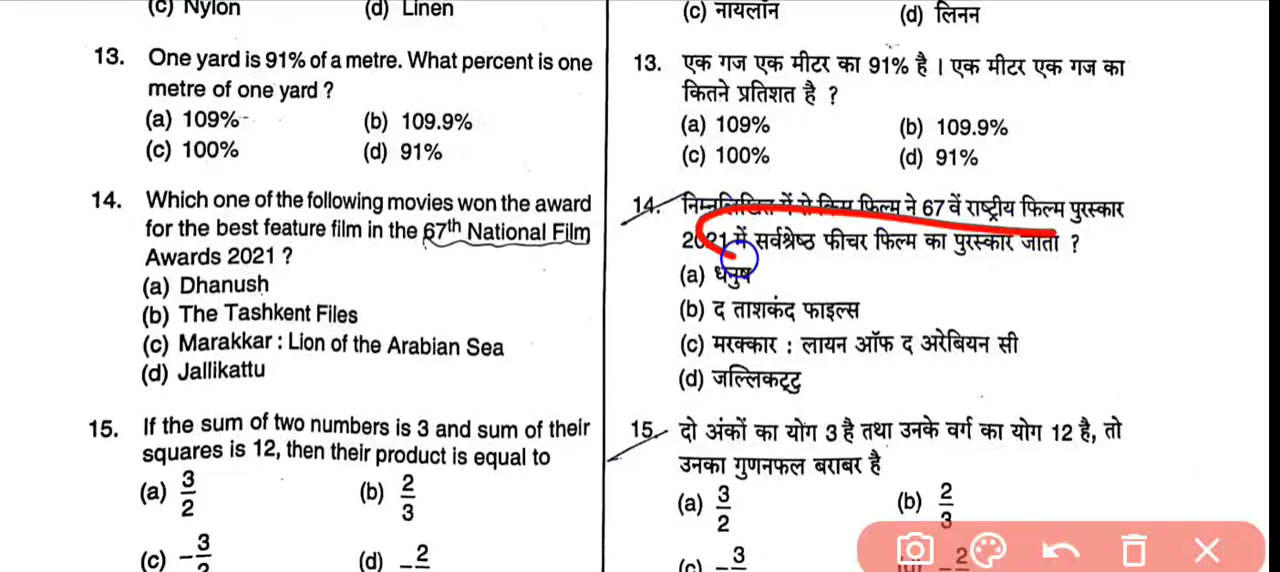 (c) Nylon
(d) Linen
13. One yard is 91% of a metre. What percent is one
metre of one yard ?
(a) 109%
(b) 109.9%
(c) 100%
(d) 91%
14. Which one of the following movies won the award
for the best feature film in the 67th National Film
Awards 2021 ?
(a) Dhanush
(b) The Tashkent Files
(c) Marakkar : Lion of the Arabian Sea
(d) Jallikattu
15. If the sum of two numbers is 3 and sum of their
squares is 12, then their product is equal to
(a) 3/2
(b) 2/3
(c) -3
(d) -2
(c) नायलॉन
(d) लिनन
13. एक गज एक मीटर का 91% है । एक मीटर एक गज का
कितने प्रतिशत है ?
(a) 109%
(b) 109.9%
(c) 100%
(d) 91%
14. निम्नलिखित में से किस फिल्म ने 67 वें राष्ट्रीय फिल्म पुरस्कार
2021 में सर्वश्रेष्ठ फीचर फिल्म का पुरस्कार जीता ?
(a) धनुष
(b) द ताशकंद फाइल्स
(c) मरक्कार : लायन ऑफ द अरेबियन सी
(d) जल्लिकट्टु
15. दो अंकों का योग 3 है तथा उनके वर्ग का योग 12 है, तो
उनका गुणनफल बराबर है
(a) 3/2
(b) 2/3
(c) -3
-2